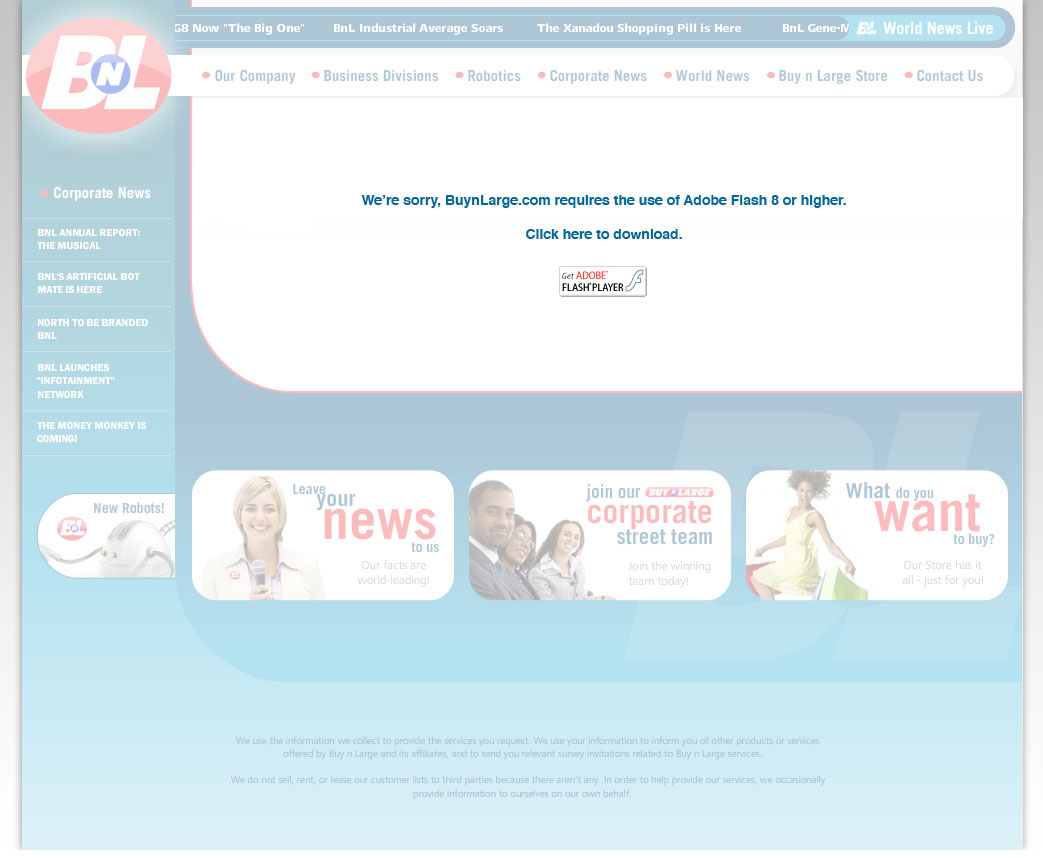 GB Now "The Big One" BnL Industrial Average Soars The Xanadou Shopping Pill is Here BnL Gene-M BnL World News Live
BnL
Our Company Business Divisions Robotics Corporate News World News Buy n Large Store Contact Us
Corporate News
BNL ANNUAL REPORT:
THE MUSICAL
BNL'S ARTIFICIAL BOT
MATE IS HERE
NORTH TO BE BRANDED
BNL
BNL LAUNCHES
"INFOTAINMENT"
NETWORK
THE MONEY MONKEY IS
COMING!
New Robots!
BnL
We're sorry, BuynLarge.com requires the use of Adobe Flash 8 or higher.
Click here to download.
Get ADOBE
FLASH PLAYER
Leave
your
news
to us
Our facts are
world-leading!
join our BUY N LARGE
corporate
street team
Join the winning
team today!
What do you
want
to buy?
Our Store has it
all - just for you!
BL
We use the information we collect to provide the services you request. We use your information to inform you of other products or services
offered by Buy n Large and its affiliates, and to send you relevant survey invitations related to Buy n Large services.
We do not sell, rent, or lease our customer lists to third parties because there aren't any. In order to help provide our services, we occasionally
provide information to ourselves on our own behalf.